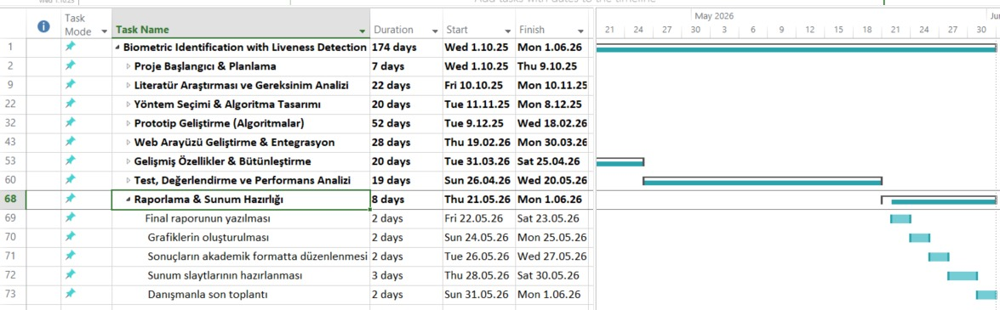 Wed 1.10.25
Add tasks with dates to the timeline
Task Mode Task Name Duration Start Finish
May 2026
21 24 27 30 3 6 9 12 15 18 21 24 27 30
1 Biometric Identification with Liveness Detection 174 days Wed 1.10.25 Mon 1.06.26
2 Proje Başlangıcı & Planlama 7 days Wed 1.10.25 Thu 9.10.25
9 Literatür Araştırması ve Gereksinim Analizi 22 days Fri 10.10.25 Mon 10.11.25
22 Yöntem Seçimi & Algoritma Tasarımı 20 days Tue 11.11.25 Mon 8.12.25
32 Prototip Geliştirme (Algoritmalar) 52 days Tue 9.12.25 Wed 18.02.26
43 Web Arayüzü Geliştirme & Entegrasyon 28 days Thu 19.02.26 Mon 30.03.26
53 Gelişmiş Özellikler & Bütünleştirme 20 days Tue 31.03.26 Sat 25.04.26
60 Test, Değerlendirme ve Performans Analizi 19 days Sun 26.04.26 Wed 20.05.26
68 Raporlama & Sunum Hazırlığı 8 days Thu 21.05.26 Mon 1.06.26
69 Final raporunun yazılması 2 days Fri 22.05.26 Sat 23.05.26
70 Grafiklerin oluşturulması 2 days Sun 24.05.26 Mon 25.05.26
71 Sonuçların akademik formatta düzenlenmesi 2 days Tue 26.05.26 Wed 27.05.26
72 Sunum slaytlarının hazırlanması 3 days Thu 28.05.26 Sat 30.05.26
73 Danışmanla son toplantı 2 days Sun 31.05.26 Mon 1.06.26